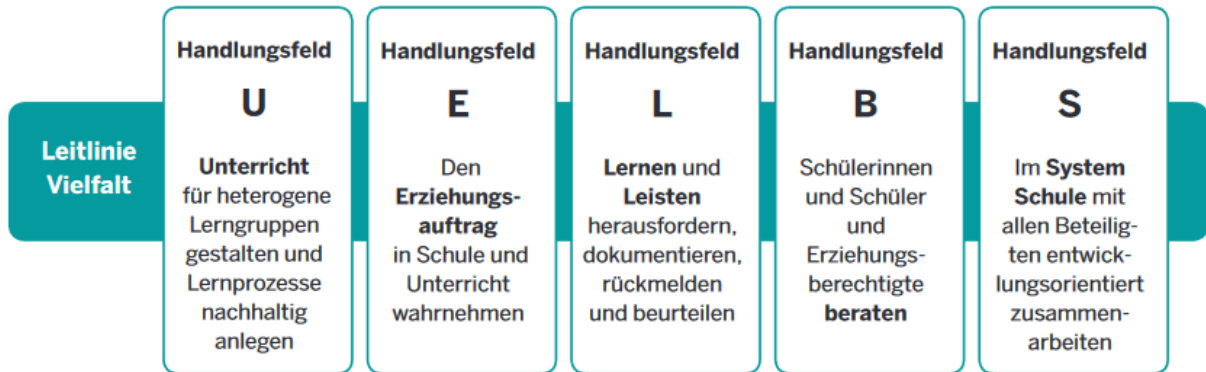 Leitlinie
Vielfalt
Handlungsfeld
U
Unterricht
für heterogene
Lerngruppen
gestalten und
Lernprozesse
nachhaltig
anlegen
Handlungsfeld
E
Den
Erziehungs-
auftrag
in Schule und
Unterricht
wahrnehmen
Handlungsfeld
L
Lernen und
Leisten
herausfordern,
dokumentieren,
rückmelden
und beurteilen
Handlungsfeld
B
Schülerinnen
und Schüler
und
Erziehungs-
berechtigte
beraten
Handlungsfeld
S
Im System
Schule mit
allen Beteilig-
ten entwick-
lungsorientiert
zusammen-
arbeiten